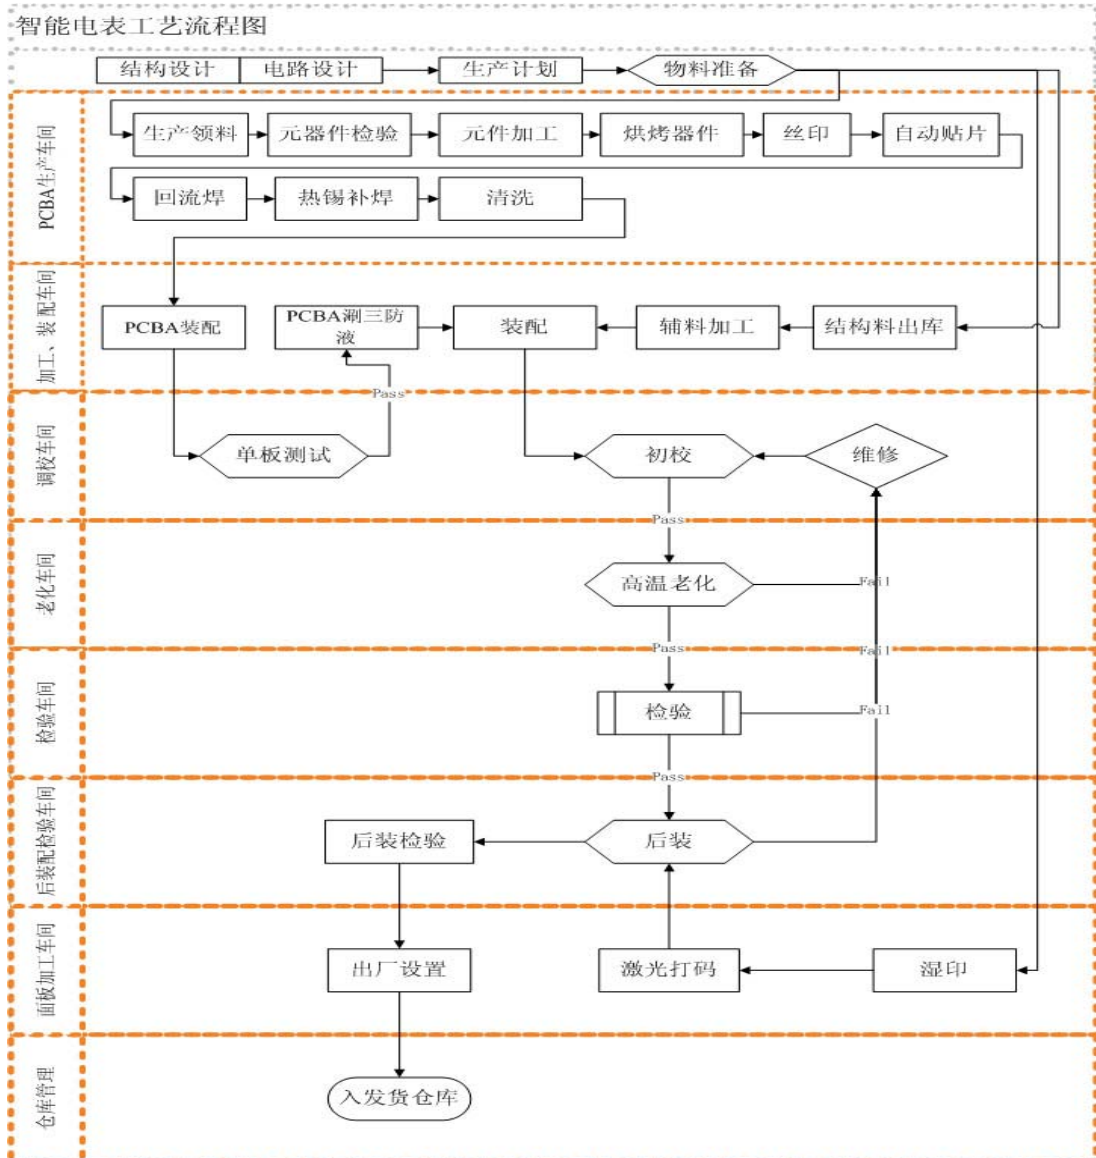 智能电表工艺流程图
结构设计
电路设计
生产计划
物料准备
PCBA生产车间
生产领料
元器件检验
元件加工
烘烤器件
丝印
自动贴片
回流焊
热锡补焊
清洗
加工、装配车间
PCBA装配
PCBA涮三防
液
装配
辅料加工
结构料出库
Pass
调校车间
单板测试
初校
维修
Pass
老化车间
高温老化
Fail
Pass
Fail
检验车间
检验
Fail
Pass
后装配检验车间
后装检验
后装
面板加工车间
出厂设置
激光打码
湿印
仓库管理
入发货仓库